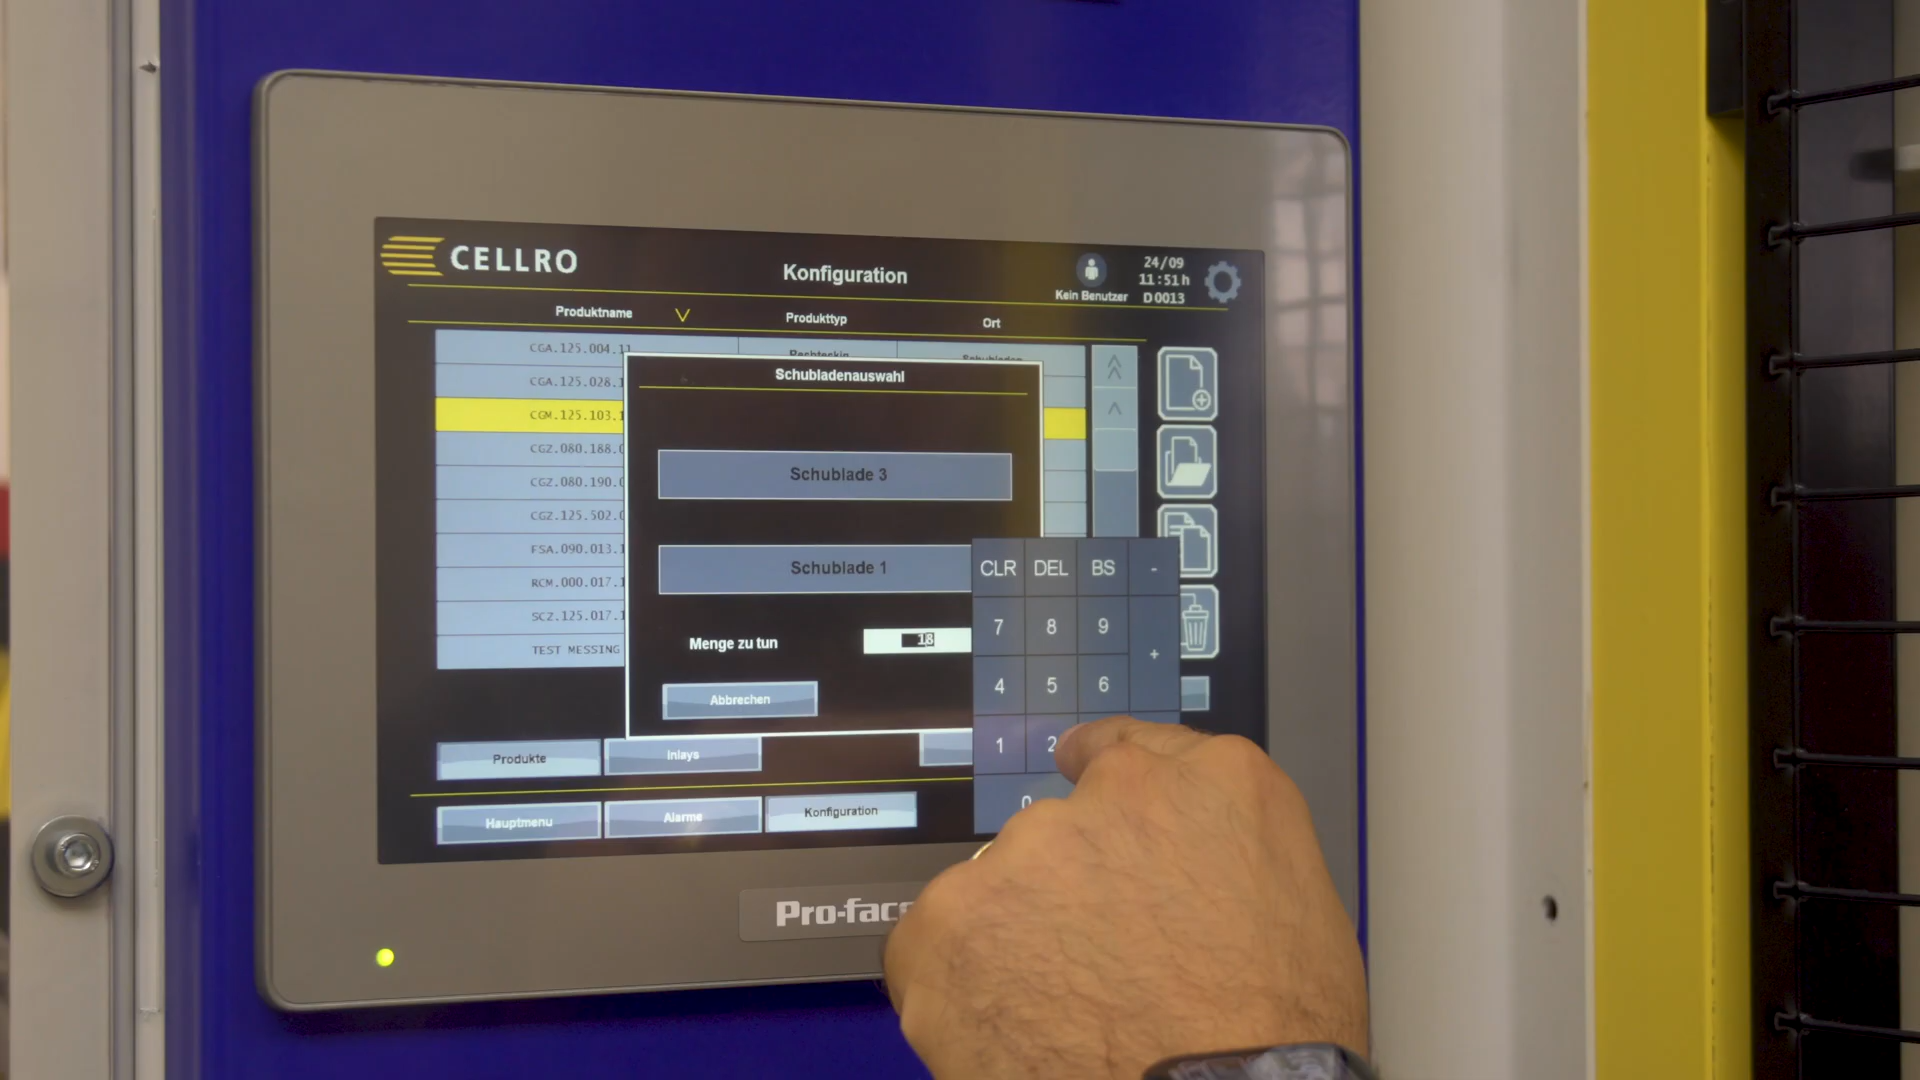 CELLRO
Konfiguration
Kein Benutzer
24/09
11:51h
D0013
Produktname
Produkttyp
Ort
CGA.125.004.11
Rechteckig
Schubladen
CGA.125.028.1
CGM.125.103.1
CGZ.080.188.0
CGZ.080.190.0
CGZ.125.502.0
FSA.090.013.1
RCM.000.017.1
SCZ.125.017.1
TEST MESSING
Schubladenauswahl
Schublade 3
Schublade 1
Menge zu tun
18
Abbrechen
CLR DEL BS -
7 8 9
+
4 5 6
1 2
0
Produkte
Inlays
Hauptmenu
Alarme
Konfiguration
Pro-fac